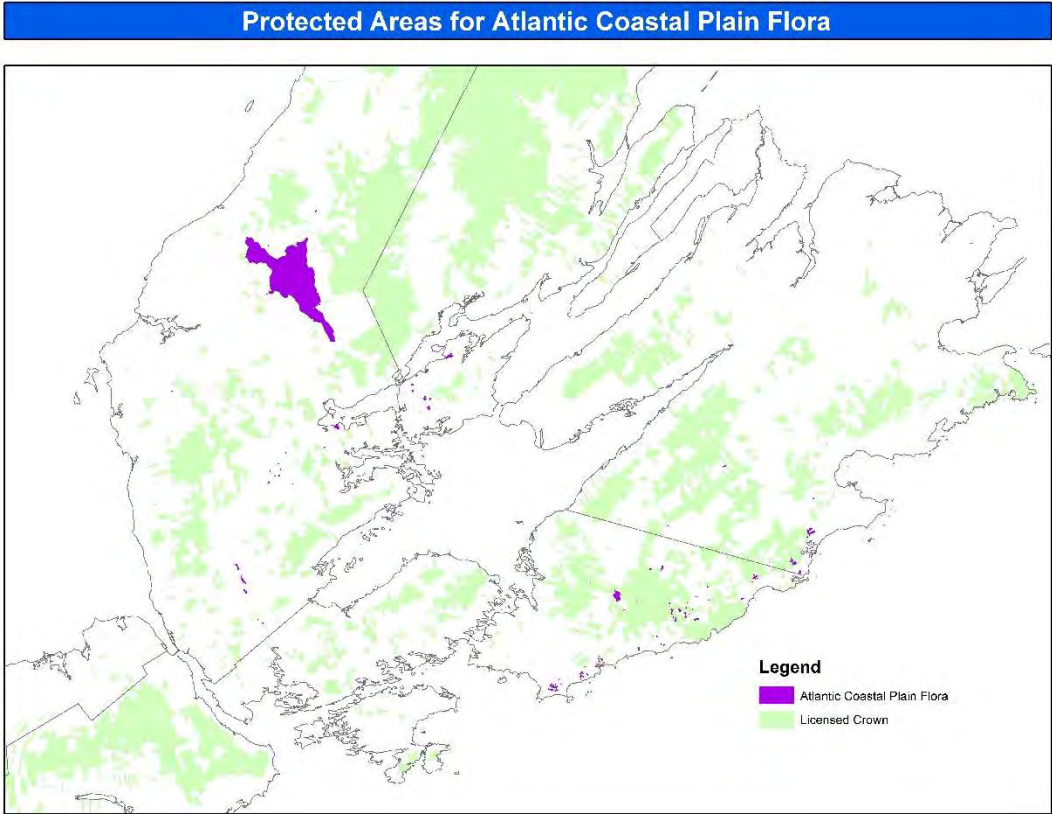 Protected Areas for Atlantic Coastal Plain Flora
Legend
Atlantic Coastal Plain Flora
Licensed Crown